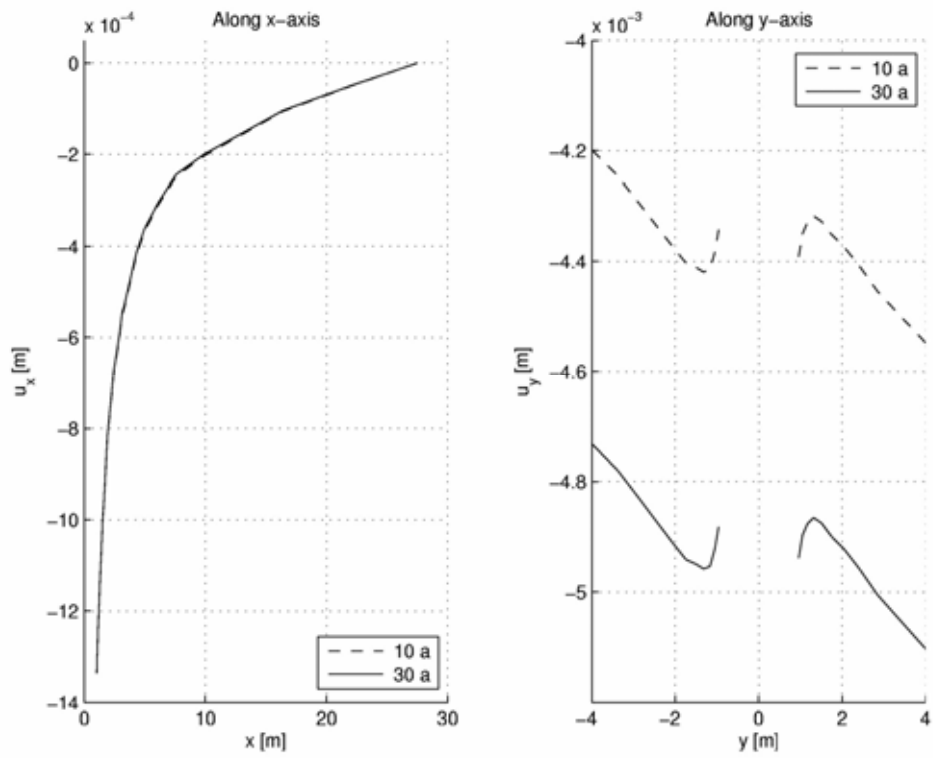 x 10⁻⁴
Along x-axis
0
-2
-4
-6
-8
-10
-12
-14
0 10 20 30
uₓ [m]
x [m]
10 a
30 a
x 10⁻³
Along y-axis
-4
-4.2
-4.4
-4.6
-4.8
-5
-4 -2 0 2 4
u_y [m]
y [m]
10 a
30 a